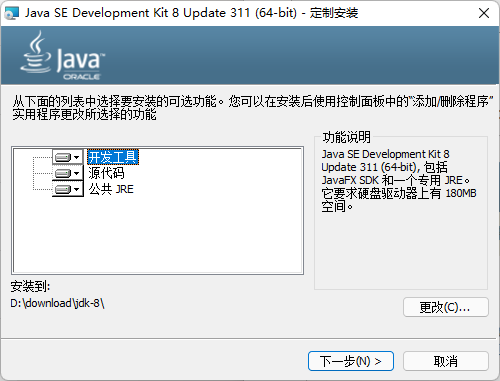 Java SE Development Kit 8 Update 311 (64-bit) - 定制安装
Java
ORACLE
从下面的列表中选择要安装的可选功能。您可以在安装后使用控制面板中的“添加/删除程序”
实用程序更改所选择的功能
开发工具
源代码
公共 JRE
功能说明
Java SE Development Kit 8
Update 311 (64-bit), 包括
JavaFX SDK 和一个专用 JRE。
它要求硬盘驱动器上有 180MB
空间。
安装到:
D:\download\jdk-8\
更改(C)...
下一步(N) >
取消